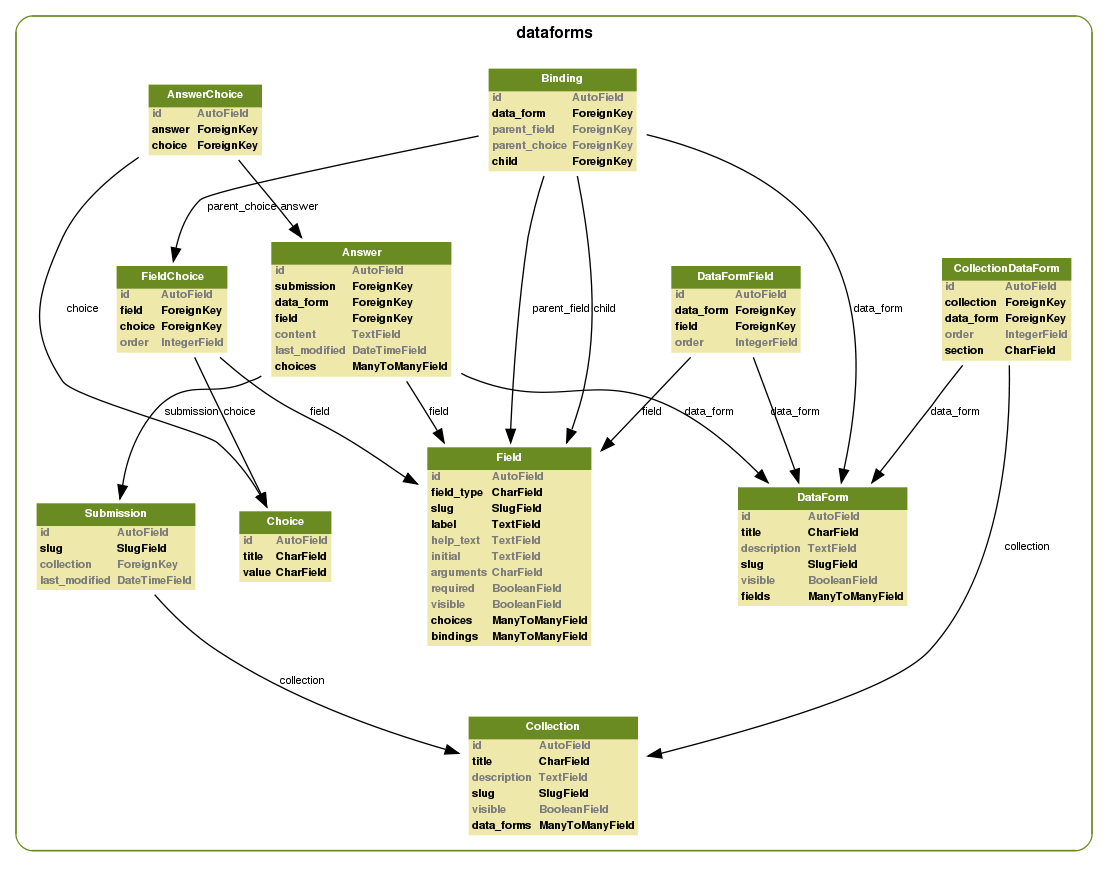 dataforms
Binding
id AutoField
data_form ForeignKey
parent_field ForeignKey
parent_choice ForeignKey
child ForeignKey
AnswerChoice
id AutoField
answer ForeignKey
choice ForeignKey
parent_choice
answer
Answer
id AutoField
submission ForeignKey
data_form ForeignKey
field ForeignKey
content TextField
last_modified DateTimeField
choices ManyToManyField
FieldChoice
id AutoField
field ForeignKey
choice ForeignKey
order IntegerField
DataFormField
id AutoField
data_form ForeignKey
field ForeignKey
order IntegerField
CollectionDataForm
id AutoField
collection ForeignKey
data_form ForeignKey
order IntegerField
section CharField
choice
parent_field
child
data_form
submission
choice
field
field
field
data_form
data_form
data_form
Field
id AutoField
field_type CharField
slug SlugField
label TextField
help_text TextField
initial TextField
arguments CharField
required BooleanField
visible BooleanField
choices ManyToManyField
bindings ManyToManyField
DataForm
id AutoField
title CharField
description TextField
slug SlugField
visible BooleanField
fields ManyToManyField
Submission
id AutoField
slug SlugField
collection ForeignKey
last_modified DateTimeField
Choice
id AutoField
title CharField
value CharField
collection
collection
Collection
id AutoField
title CharField
description TextField
slug SlugField
visible BooleanField
data_forms ManyToManyField